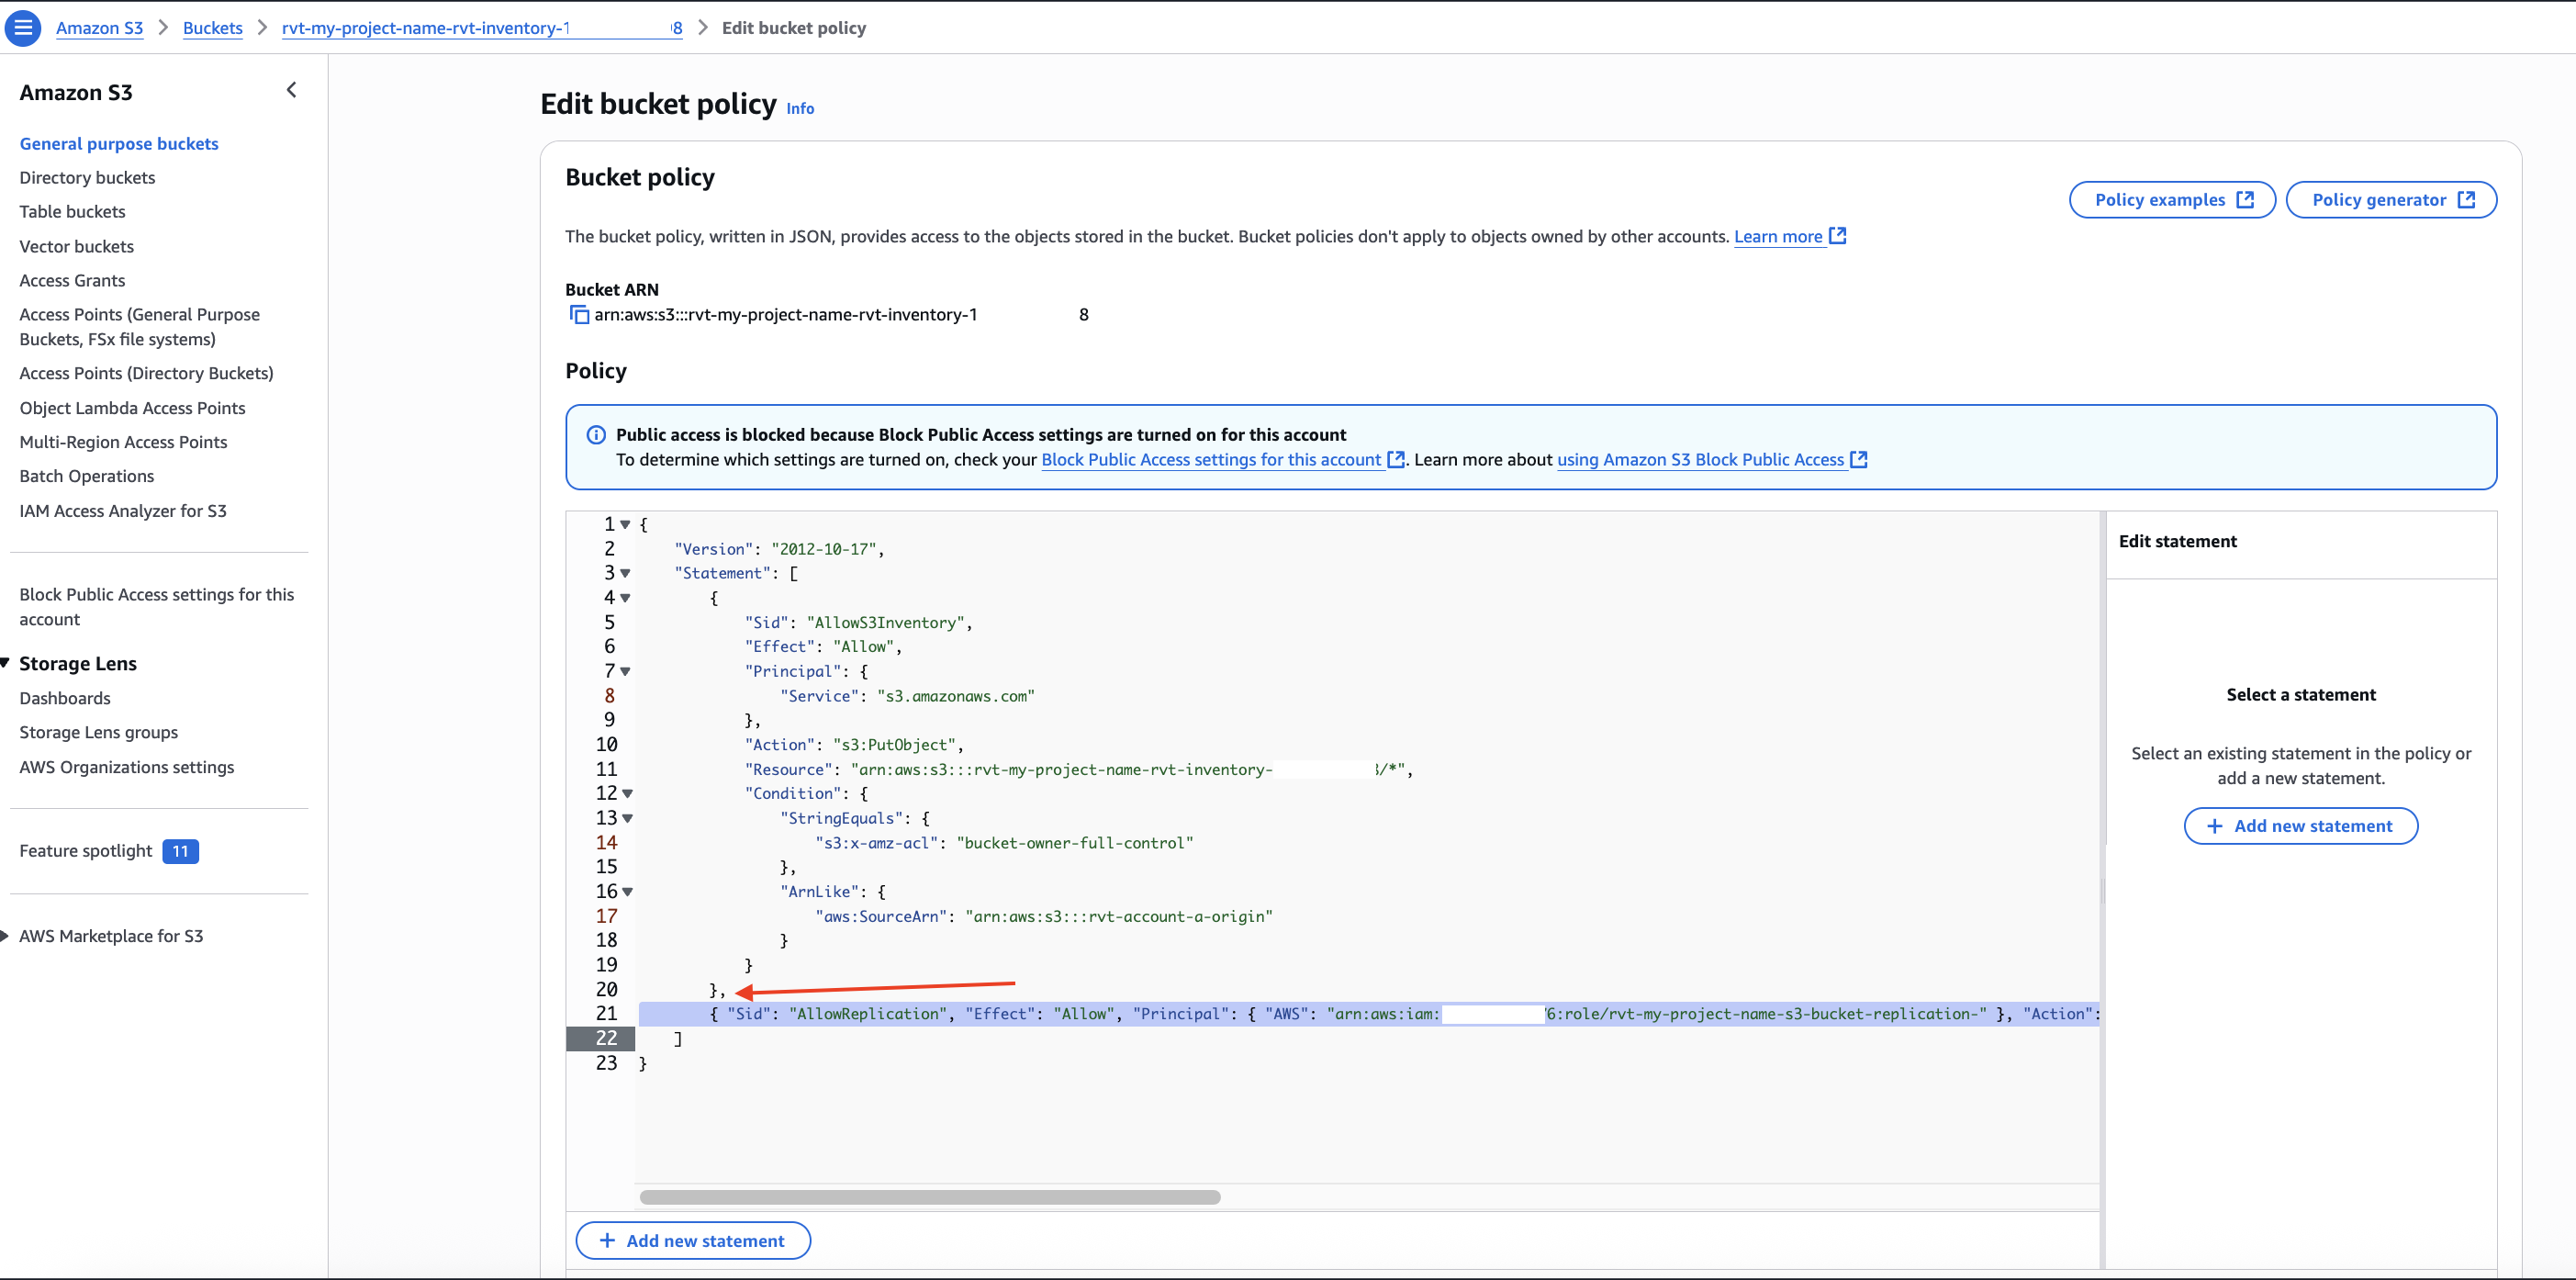 Amazon S3 > Buckets > rvt-my-project-name-rvt-inventory-1 8 > Edit bucket policy
Amazon S3
General purpose buckets
Directory buckets
Table buckets
Vector buckets
Access Grants
Access Points (General Purpose
Buckets, FSx file systems)
Access Points (Directory Buckets)
Object Lambda Access Points
Multi-Region Access Points
Batch Operations
IAM Access Analyzer for S3
Block Public Access settings for this
account
Storage Lens
Dashboards
Storage Lens groups
AWS Organizations settings
Feature spotlight 11
AWS Marketplace for S3
Edit bucket policy Info
Bucket policy
Policy examples
Policy generator
The bucket policy, written in JSON, provides access to the objects stored in the bucket. Bucket policies don't apply to objects owned by other accounts. Learn more
Bucket ARN
arn:aws:s3:::rvt-my-project-name-rvt-inventory-1 8
Policy
Public access is blocked because Block Public Access settings are turned on for this account
To determine which settings are turned on, check your Block Public Access settings for this account. Learn more about using Amazon S3 Block Public Access
1 {
2 "Version": "2012-10-17",
3 "Statement": [
4 {
5 "Sid": "AllowS3Inventory",
6 "Effect": "Allow",
7 "Principal": {
8 "Service": "s3.amazonaws.com"
9 },
10 "Action": "s3:PutObject",
11 "Resource": "arn:aws:s3:::rvt-my-project-name-rvt-inventory- /*",
12 "Condition": {
13 "StringEquals": {
14 "s3:x-amz-acl": "bucket-owner-full-control"
15 },
16 "ArnLike": {
17 "aws:SourceArn": "arn:aws:s3:::rvt-account-a-origin"
18 }
19 }
20 },
21 { "Sid": "AllowReplication", "Effect": "Allow", "Principal": { "AWS": "arn:aws:iam: 6:role/rvt-my-project-name-s3-bucket-replication-" }, "Action":
22 ]
23 }
+ Add new statement
Edit statement
Select a statement
Select an existing statement in the policy or
add a new statement.
+ Add new statement